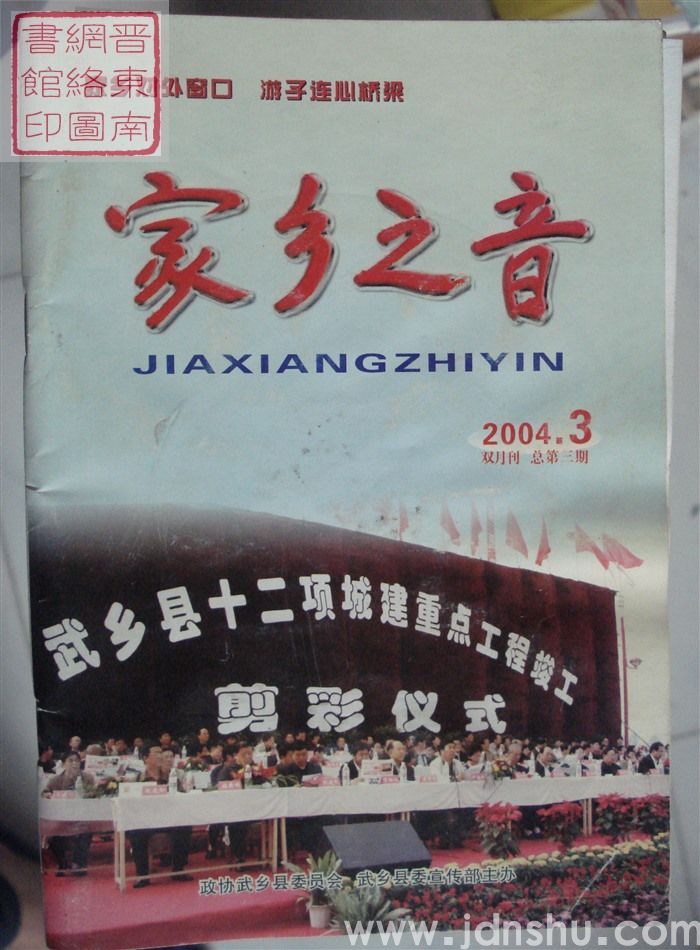 晋东南
網絡圖
書館印
对外窗口 游子连心桥梁
家乡之音
JIAXIANGZHIYIN
2004.3
双月刊 总第三期
武乡县十二项城建重点工程竣工
剪彩仪式
政协武乡县委员会 武乡县委宣传部主办
www.jdnshu.com